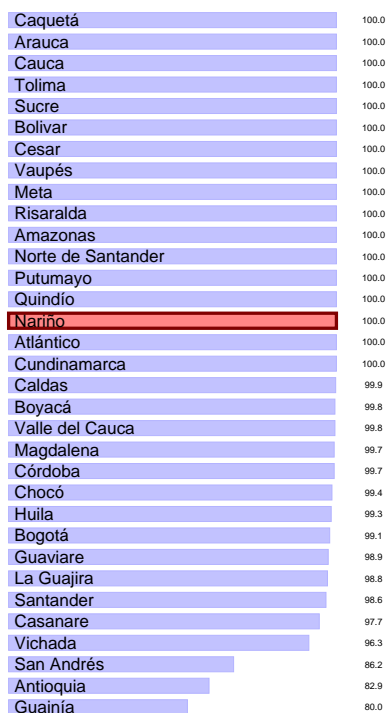 Caquetá 100.0
Arauca 100.0
Cauca 100.0
Tolima 100.0
Sucre 100.0
Bolivar 100.0
Cesar 100.0
Vaupés 100.0
Meta 100.0
Risaralda 100.0
Amazonas 100.0
Norte de Santander 100.0
Putumayo 100.0
Quindío 100.0
Nariño 100.0
Atlántico 100.0
Cundinamarca 100.0
Caldas 99.9
Boyacá 99.8
Valle del Cauca 99.8
Magdalena 99.7
Córdoba 99.7
Chocó 99.4
Huila 99.3
Bogotá 99.1
Guaviare 98.9
La Guajira 98.8
Santander 98.6
Casanare 97.7
Vichada 96.3
San Andrés 86.2
Antioquia 82.9
Guainía 80.0